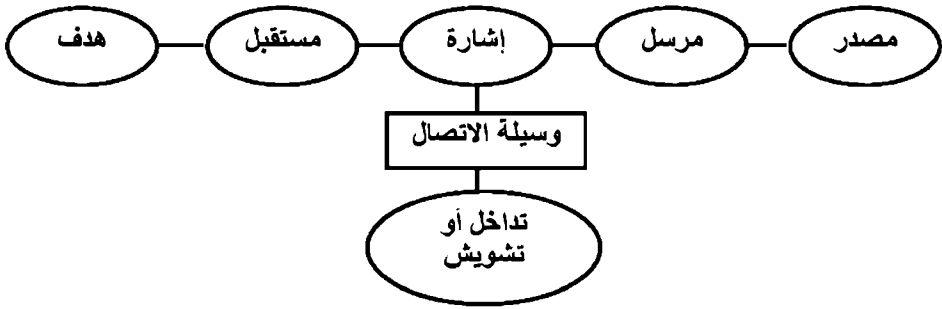 مصدر
مرسل
إشارة
مستقبل
هدف
وسيلة الاتصال
تداخل أو
تشويش